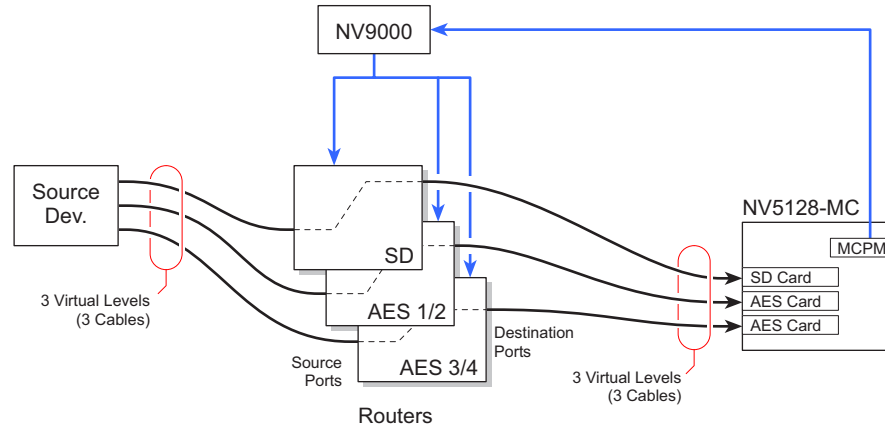 NV9000
Source
Dev.
3 Virtual Levels
(3 Cables)
SD
AES 1/2
AES 3/4
Source
Ports
Destination
Ports
Routers
3 Virtual Levels
(3 Cables)
NV5128-MC
MCPM
SD Card
AES Card
AES Card